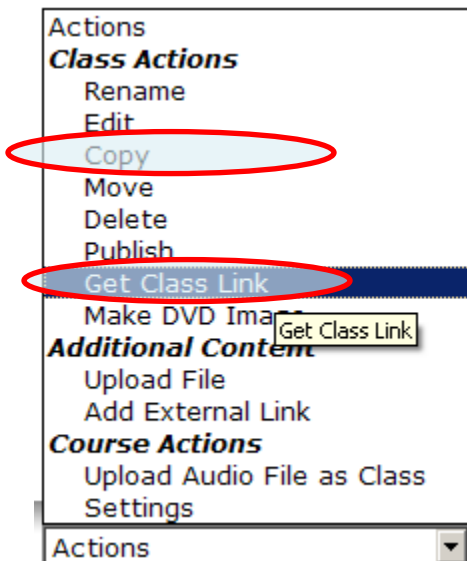 Actions
Class Actions
Rename
Edit
Copy
Move
Delete
Publish
Get Class Link
Make DVD Image
Get Class Link
Additional Content
Upload File
Add External Link
Course Actions
Upload Audio File as Class
Settings
Actions